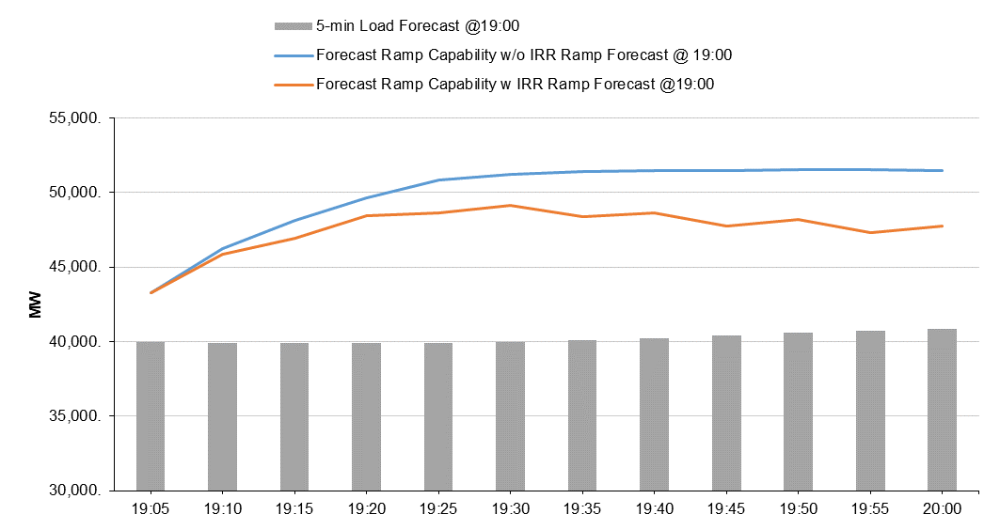 5-min Load Forecast @19:00
Forecast Ramp Capability w/o IRR Ramp Forecast @ 19:00
Forecast Ramp Capability w IRR Ramp Forecast @19:00
55,000.
50,000.
45,000.
40,000.
35,000.
30,000.
MW
19:05 19:10 19:15 19:20 19:25 19:30 19:35 19:40 19:45 19:50 19:55 20:00